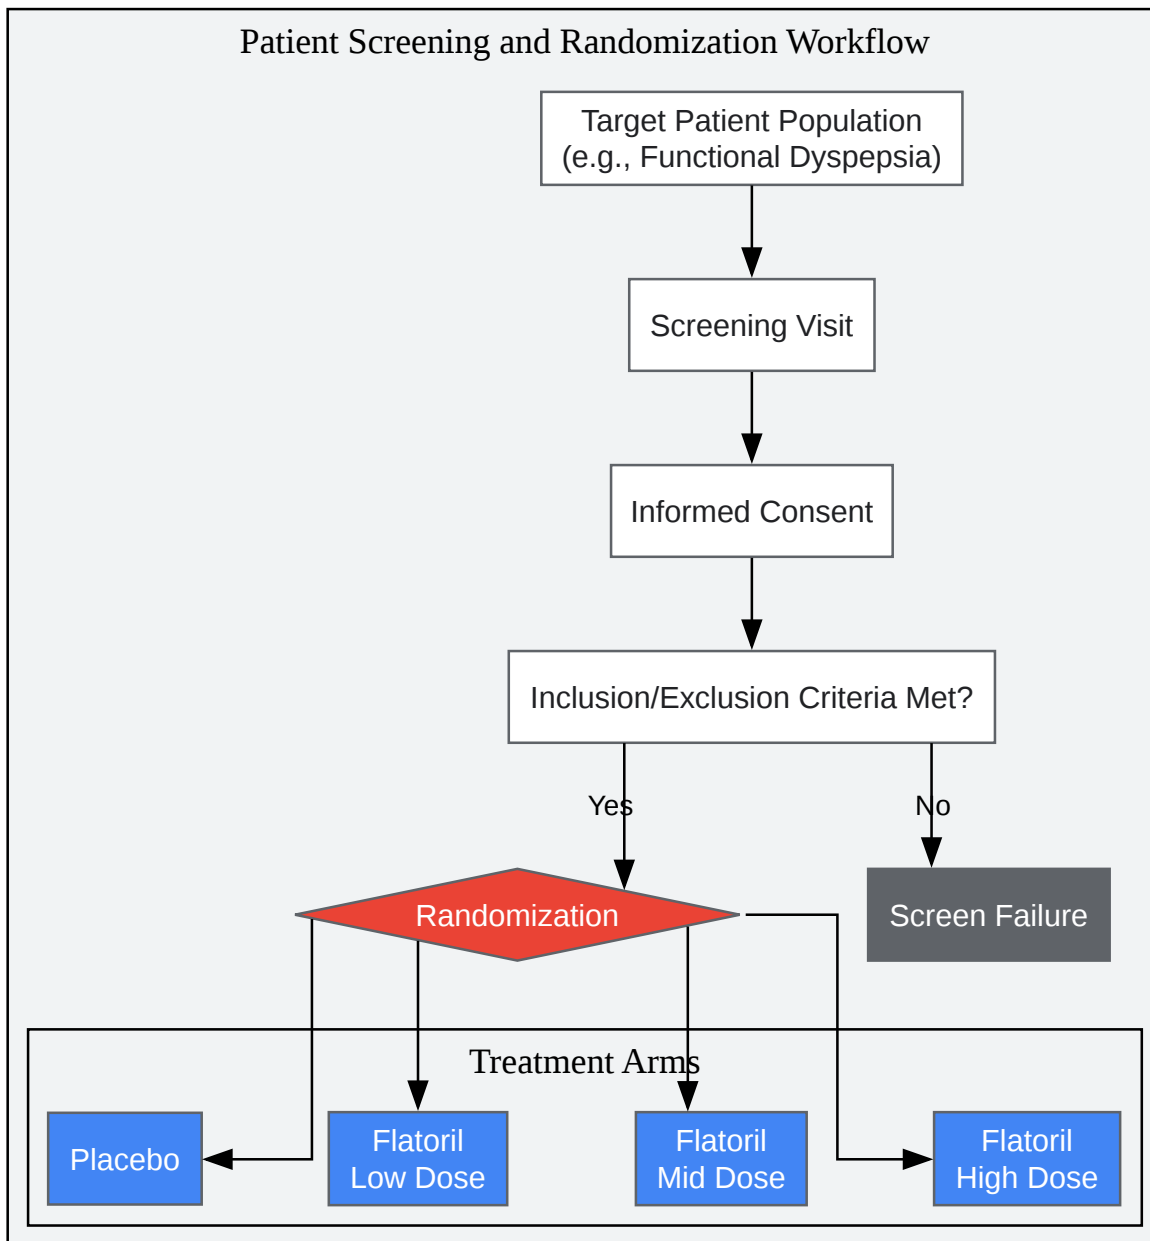 Patient Screening and Randomization Workflow
Target Patient Population
(e.g., Functional Dyspepsia)
Screening Visit
Informed Consent
Inclusion/Exclusion Criteria Met?
Yes
No
Randomization
Screen Failure
Treatment Arms
Placebo
Flatoril
Low Dose
Flatoril
Mid Dose
Flatoril
High Dose